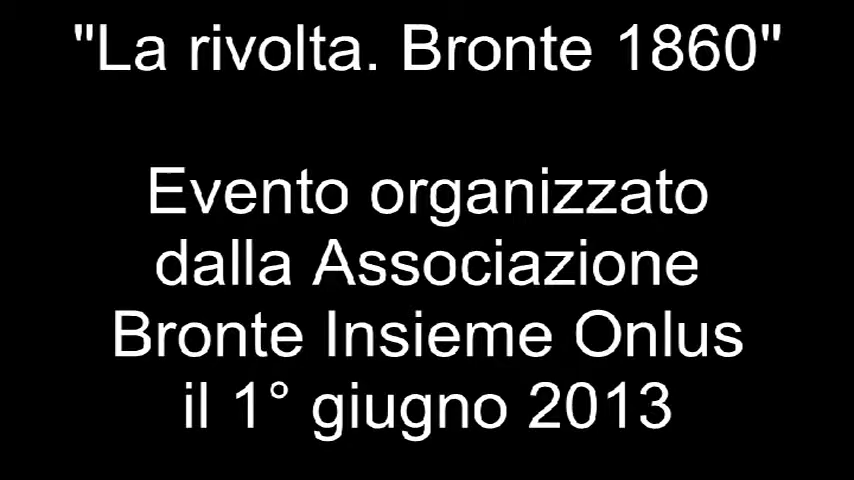 "La rivolta. Bronte 1860"
Evento organizzato
dalla Associazione
Bronte Insieme Onlus
il 1° giugno 2013